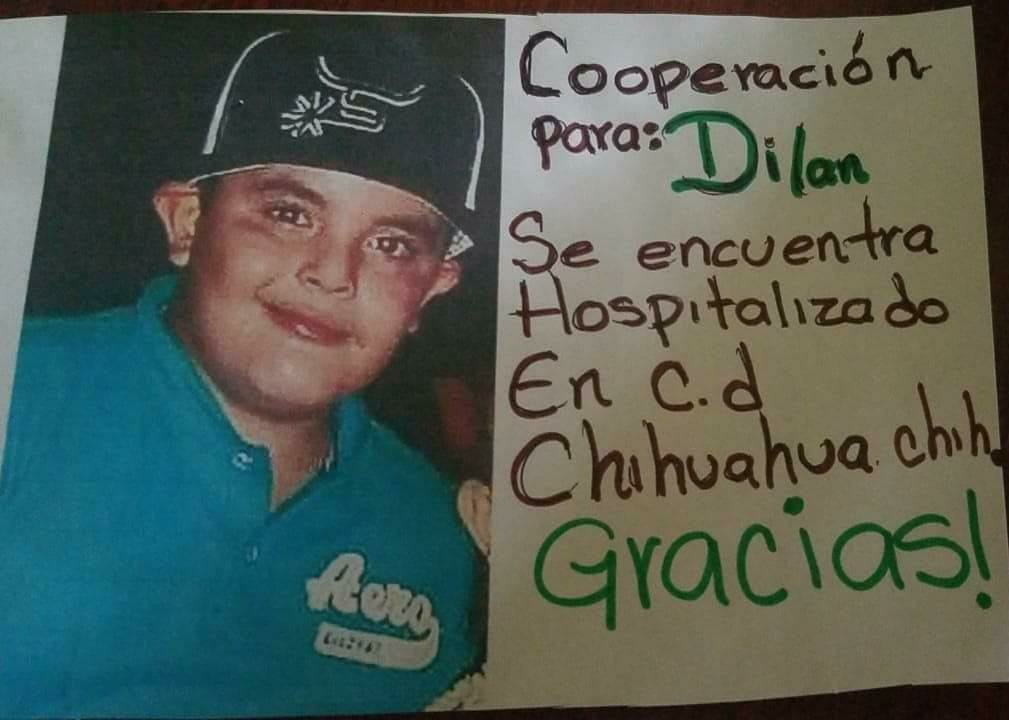 Cooperación
para: Dilan
Se encuentra
Hospitalizado
En C.d
Chihuahua. chih.
Gracias!
Aero